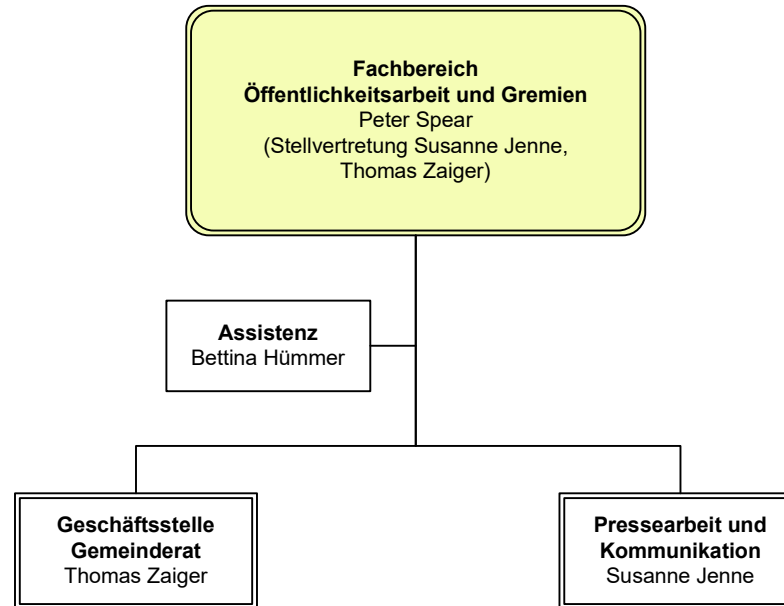 Fachbereich
Öffentlichkeitsarbeit und Gremien
Peter Spear
(Stellvertretung Susanne Jenne,
Thomas Zaiger)
Assistenz
Bettina Hümmer
Geschäftsstelle
Gemeinderat
Thomas Zaiger
Pressearbeit und
Kommunikation
Susanne Jenne